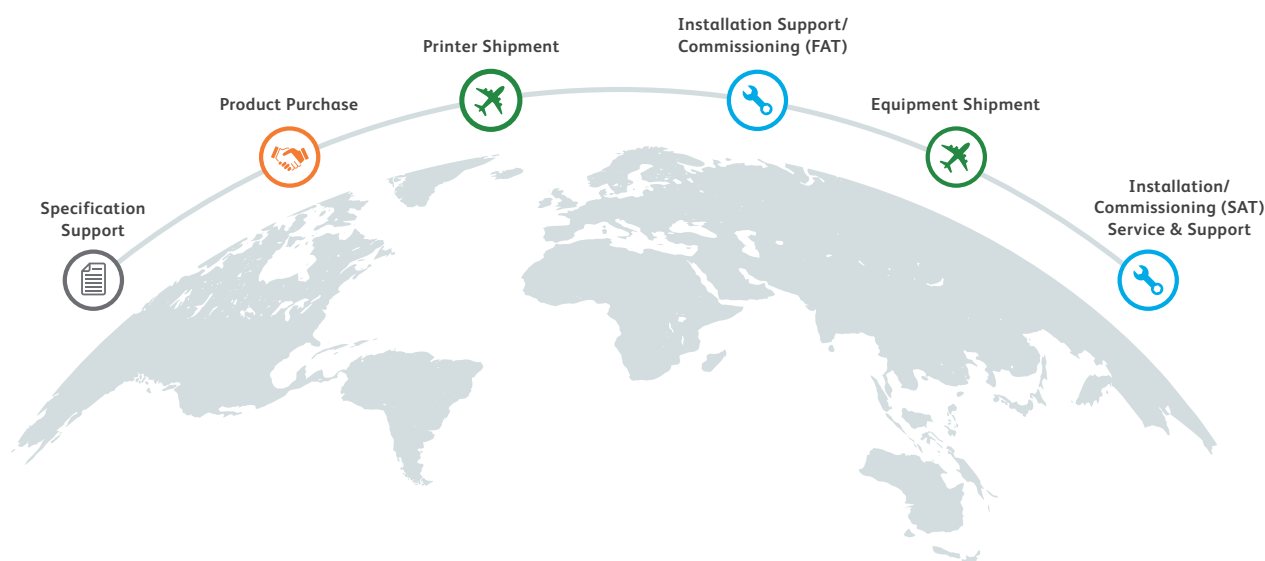 Specification
Support
Product Purchase
Printer Shipment
Installation Support/
Commissioning (FAT)
Equipment Shipment
Installation/
Commissioning (SAT)
Service & Support